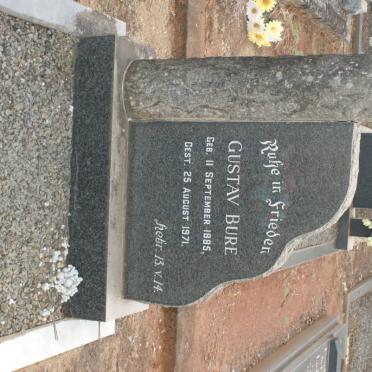 Ruhe in Frieden
GUSTAV BURE
GEB. 11 SEPTEMBER 1885,
GEST. 25 AUGUST 1971.
Hebr. 13. v. 14.